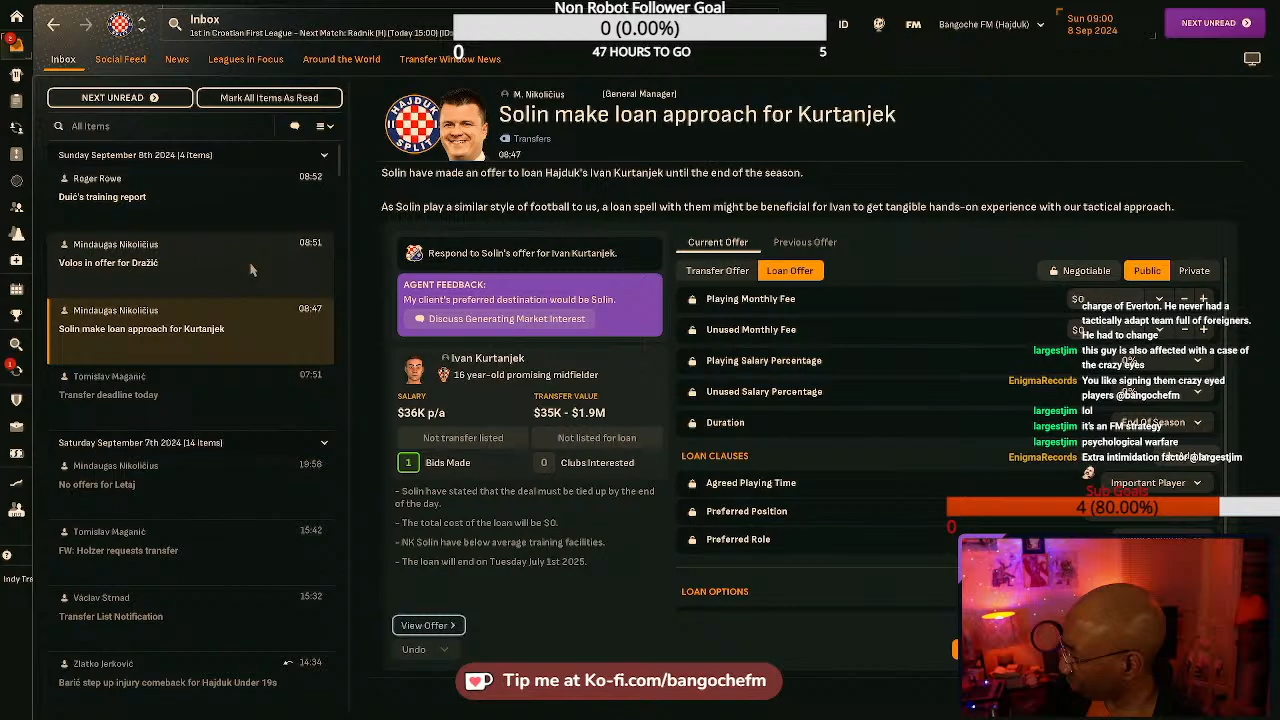 Non Robot Follower Goal
0 (0.00%)
0
47 HOURS TO GO
5
Inbox
1st in Croatian First League - Next Match: Radnik (H) (Today 15:00) (ID
ID
FM
Bangoche FM (Hajduk)
Sun 09:00
8 Sep 2024
NEXT UNREAD
Inbox
Social Feed
News
Leagues in Focus
Around the World
Transfer Window News
NEXT UNREAD
Mark All Items As Read
All Items
Sunday September 8th 2024 (4 items)
Roger Rowe
08:52
Duić's training report
Mindaugas Nikoličius
08:51
Volos in offer for Dražić
Mindaugas Nikoličius
08:47
Solin make loan approach for Kurtanjek
Tomislav Maganić
07:51
Transfer deadline today
Saturday September 7th 2024 (14 items)
Mindaugas Nikoličius
19:58
No offers for Letaj
Tomislav Maganić
15:42
FW: Holzer requests transfer
Václav Strnad
15:32
Transfer List Notification
Zlatko Jerković
14:34
Barić step up injury comeback for Hajduk Under 19s
Indy Tra
HAJDUK
SPLIT
M. Nikoličius
(General Manager)
Solin make loan approach for Kurtanjek
Transfers
08:47
Solin have made an offer to loan Hajduk's Ivan Kurtanjek until the end of the season.
As Solin play a similar style of football to us, a loan spell with them might be beneficial for Ivan to get tangible hands-on experience with our tactical approach.
Respond to Solin's offer for Ivan Kurtanjek.
AGENT FEEDBACK:
My client's preferred destination would be Solin.
Discuss Generating Market Interest
Ivan Kurtanjek
16 year-old promising midfielder
SALARY
TRANSFER VALUE
$36K p/a
$35K - $1.9M
Not transfer listed
Not listed for loan
1
Bids Made
0
Clubs Interested
- Solin have stated that the deal must be tied up by the end
of the day.
- The total cost of the loan will be $0.
- NK Solin have below average training facilities.
- The loan will end on Tuesday July 1st 2025.
View Offer
Undo
Current Offer
Previous Offer
Transfer Offer
Loan Offer
Negotiable
Public
Private
Playing Monthly Fee
$0
Unused Monthly Fee
$0
Playing Salary Percentage
0%
Unused Salary Percentage
Duration
End Of Season
LOAN CLAUSES
Agreed Playing Time
Important Player
Preferred Position
Preferred Role
LOAN OPTIONS
charge of Everton. He never had a
tactically adapt team full of foreigners.
He had to change
largestjim this guy is also affected with a case of
the crazy eyes
EnigmaRecords You like signing them crazy eyed
players @bangochefm
largestjim lol
largestjim it's an FM strategy
largestjim psychological warfare
EnigmaRecords Extra intimidation factor @largestjim
Sub Goals
4 (80.00%)
0
Tip me at Ko-fi.com/bangochefm